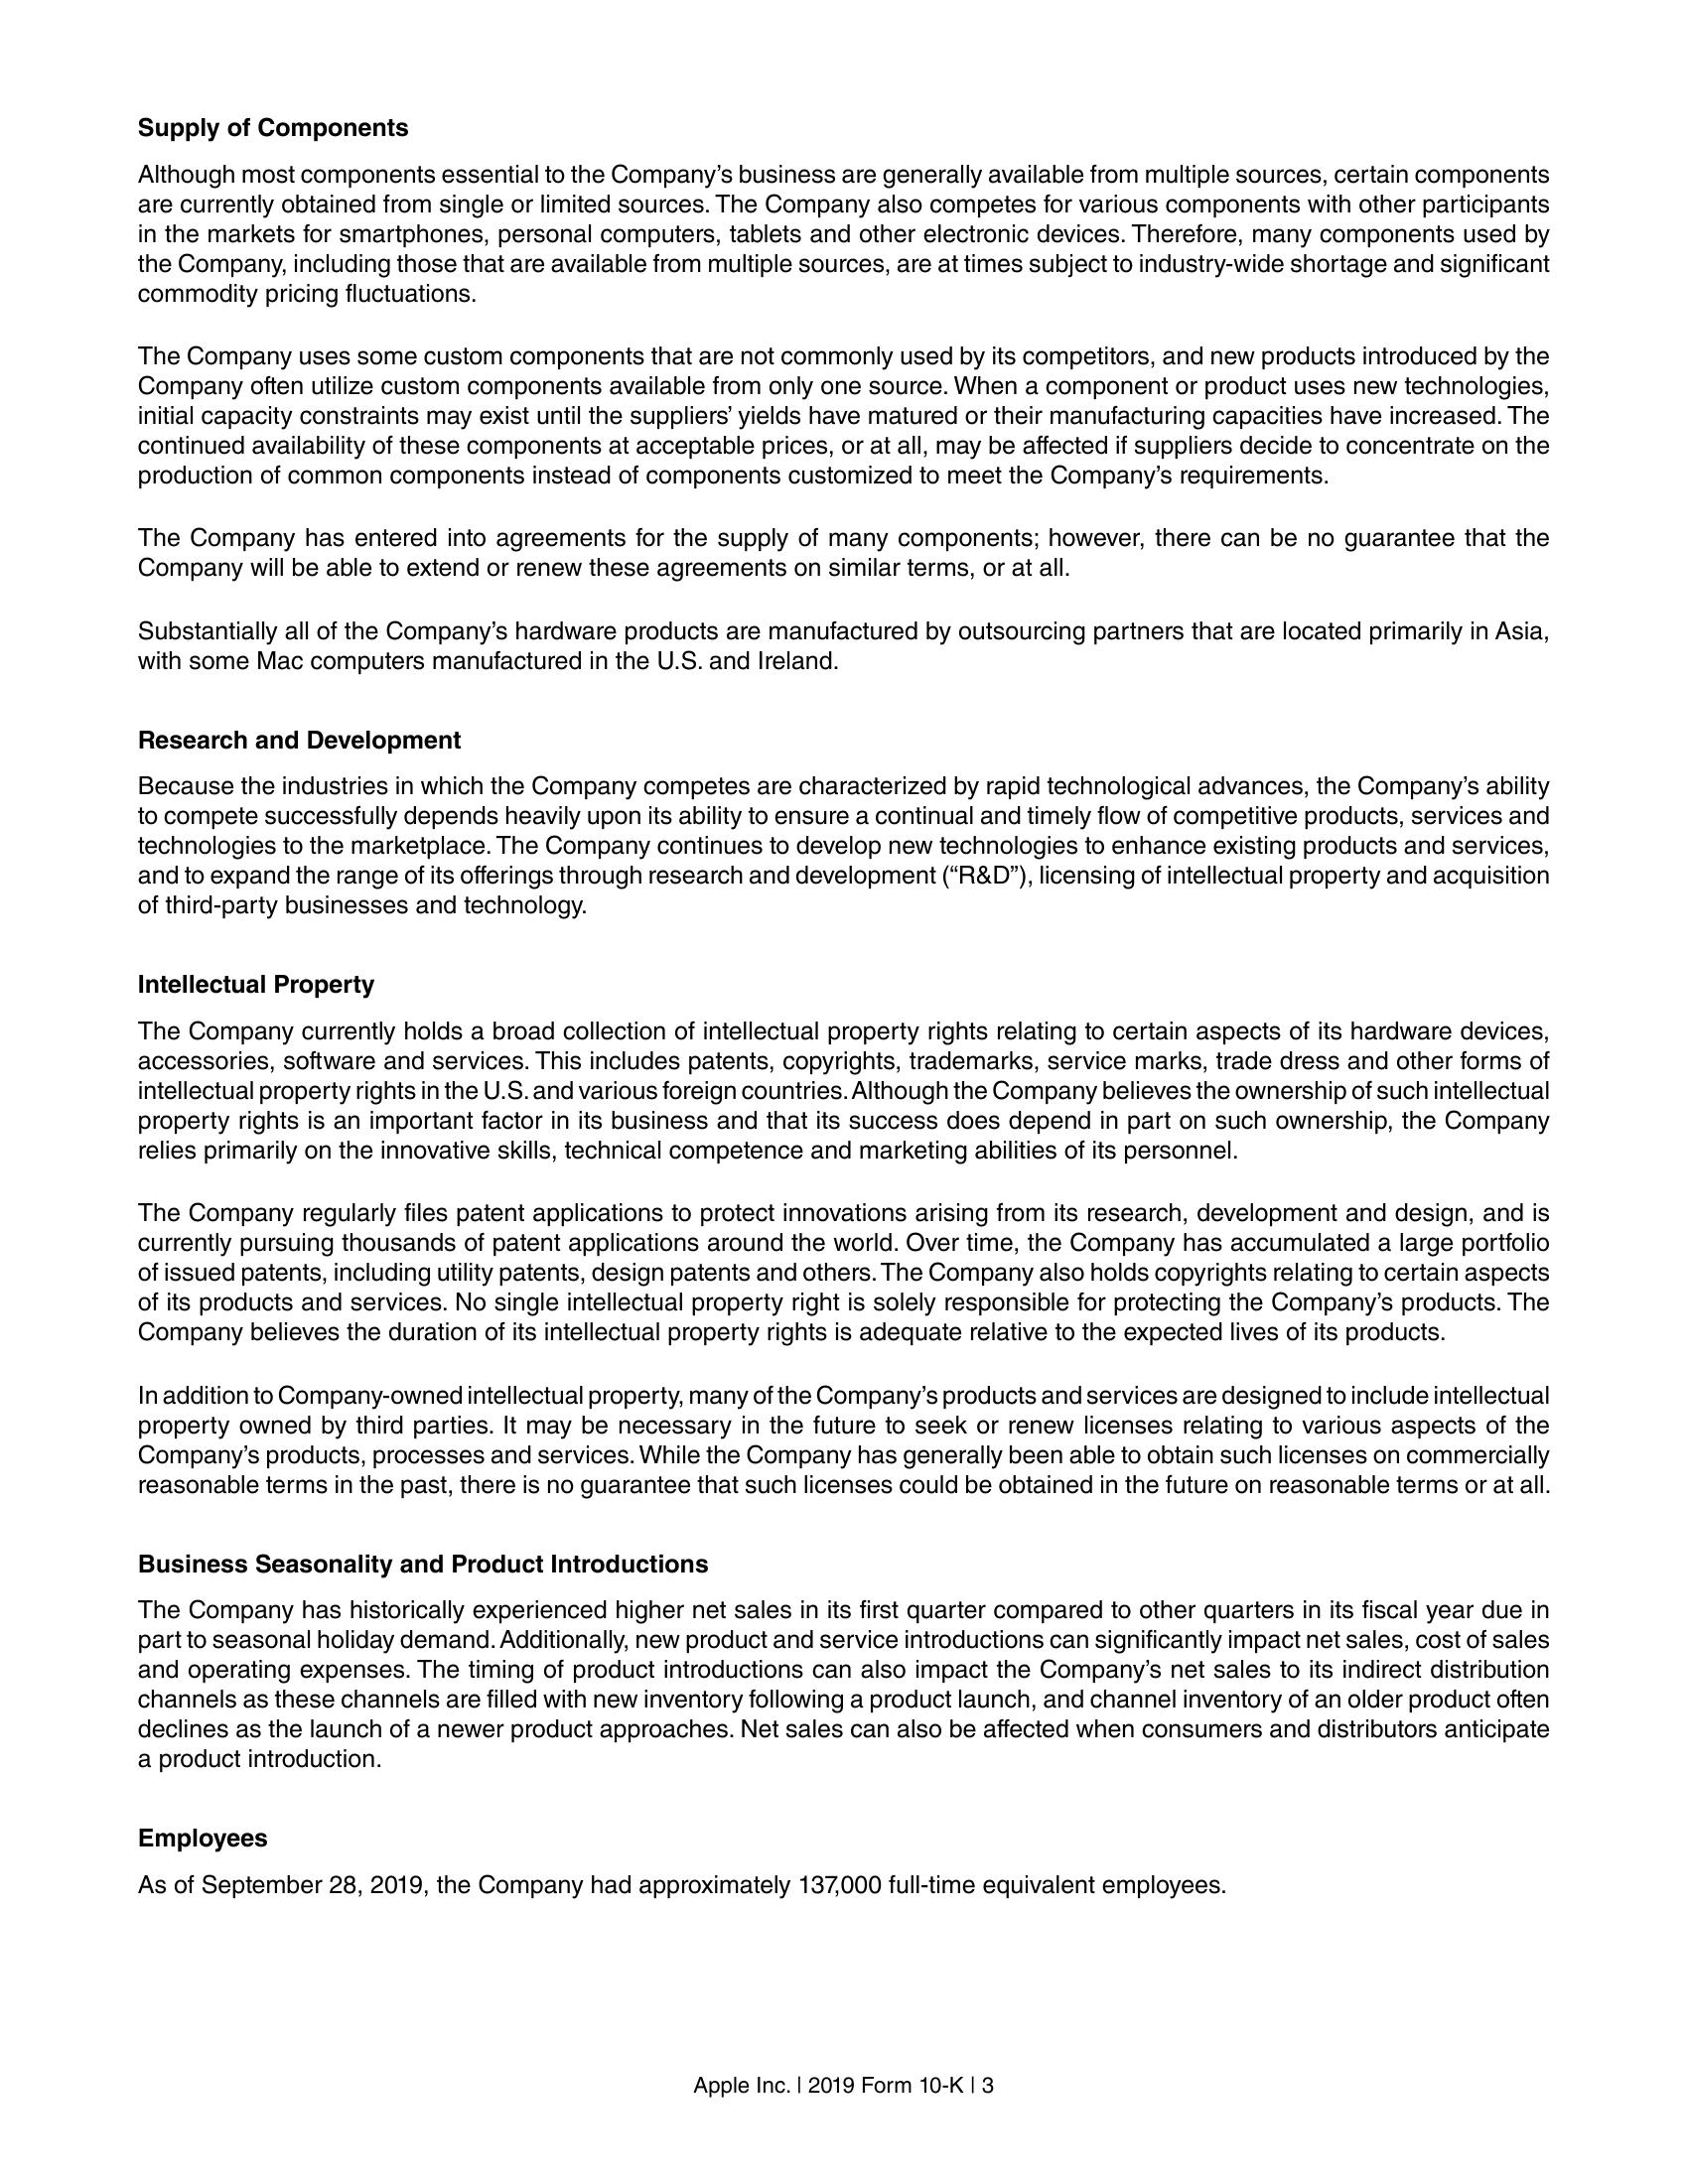 Supply of Components
Although most components essential to the Company’s business are generally available from multiple sources, certain components
are currently obtained from single or limited sources. The Company also competes for various components with other participants
in the markets for smartphones, personal computers, tablets and other electronic devices. Therefore, many components used by
the Company, including those that are available from multiple sources, are at times subject to industry-wide shortage and significant
commodity pricing fluctuations.
The Company uses some custom components that are not commonly used by its competitors, and new products introduced by the
Company often utilize custom components available from only one source. When a component or product uses new technologies,
initial capacity constraints may exist until the suppliers’ yields have matured or their manufacturing capacities have increased. The
continued availability of these components at acceptable prices, or at all, may be affected if suppliers decide to concentrate on the
production of common components instead of components customized to meet the Company’s requirements.
The Company has entered into agreements for the supply of many components; however, there can be no guarantee that the
Company will be able to extend or renew these agreements on similar terms, or at all.
Substantially all of the Company’s hardware products are manufactured by outsourcing partners that are located primarily in Asia,
with some Mac computers manufactured in the U.S. and Ireland.
Research and Development
Because the industries in which the Company competes are characterized by rapid technological advances, the Company’s ability
to compete successfully depends heavily upon its ability to ensure a continual and timely flow of competitive products, services and
technologies to the marketplace. The Company continues to develop new technologies to enhance existing products and services,
and to expand the range of its offerings through research and development (“R&D”), licensing of intellectual property and acquisition
of third-party businesses and technology.
Intellectual Property
The Company currently holds a broad collection of intellectual property rights relating to certain aspects of its hardware devices,
accessories, software and services. This includes patents, copyrights, trademarks, service marks, trade dress and other forms of
intellectual property rights in the U.S. and various foreign countries. Although the Company believes the ownership of such intellectual
property rights is an important factor in its business and that its success does depend in part on such ownership, the Company
relies primarily on the innovative skills, technical competence and marketing abilities of its personnel.
The Company regularly files patent applications to protect innovations arising from its research, development and design, and is
currently pursuing thousands of patent applications around the world. Over time, the Company has accumulated a large portfolio
of issued patents, including utility patents, design patents and others. The Company also holds copyrights relating to certain aspects
of its products and services. No single intellectual property right is solely responsible for protecting the Company’s products. The
Company believes the duration of its intellectual property rights is adequate relative to the expected lives of its products.
In addition to Company-owned intellectual property, many of the Company’s products and services are designed to include intellectual
property owned by third parties. It may be necessary in the future to seek or renew licenses relating to various aspects of the
Company’s products, processes and services. While the Company has generally been able to obtain such licenses on commercially
reasonable terms in the past, there is no guarantee that such licenses could be obtained in the future on reasonable terms or at all.
Business Seasonality and Product Introductions
The Company has historically experienced higher net sales in its first quarter compared to other quarters in its fiscal year due in
part to seasonal holiday demand. Additionally, new product and service introductions can significantly impact net sales, cost of sales
and operating expenses. The timing of product introductions can also impact the Company’s net sales to its indirect distribution
channels as these channels are filled with new inventory following a product launch, and channel inventory of an older product often
declines as the launch of a newer product approaches. Net sales can also be affected when consumers and distributors anticipate
a product introduction.
Employees
As of September 28, 2019, the Company had approximately 137,000 full-time equivalent employees.
Apple Inc. | 2019 Form 10-K | 3